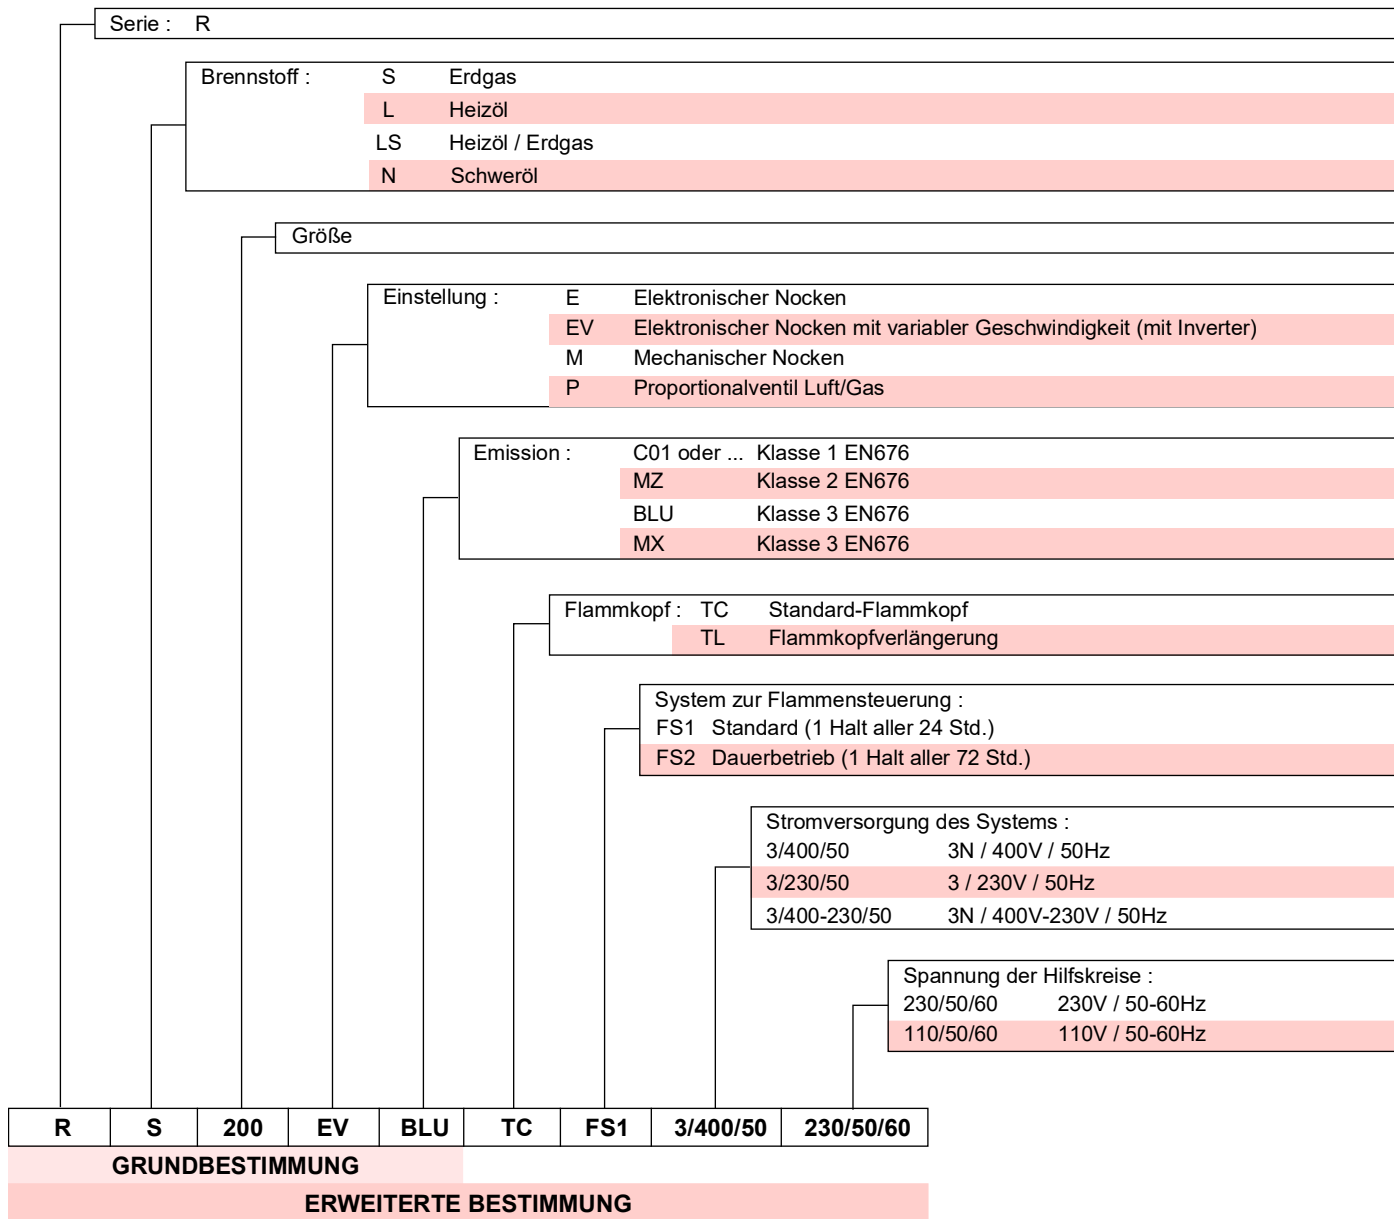 Serie : R
Brennstoff : S Erdgas
L Heizöl
LS Heizöl / Erdgas
N Schweröl
Größe
Einstellung : E Elektronischer Nocken
EV Elektronischer Nocken mit variabler Geschwindigkeit (mit Inverter)
M Mechanischer Nocken
P Proportionalventil Luft/Gas
Emission : C01 oder ... Klasse 1 EN676
MZ Klasse 2 EN676
BLU Klasse 3 EN676
MX Klasse 3 EN676
Flammkopf : TC Standard-Flammkopf
TL Flammkopfverlängerung
System zur Flammensteuerung :
FS1 Standard (1 Halt aller 24 Std.)
FS2 Dauerbetrieb (1 Halt aller 72 Std.)
Stromversorgung des Systems :
3/400/50 3N / 400V / 50Hz
3/230/50 3 / 230V / 50Hz
3/400-230/50 3N / 400V-230V / 50Hz
Spannung der Hilfskreise :
230/50/60 230V / 50-60Hz
110/50/60 110V / 50-60Hz
R S 200 EV BLU TC FS1 3/400/50 230/50/60
GRUNDBESTIMMUNG
ERWEITERTE BESTIMMUNG